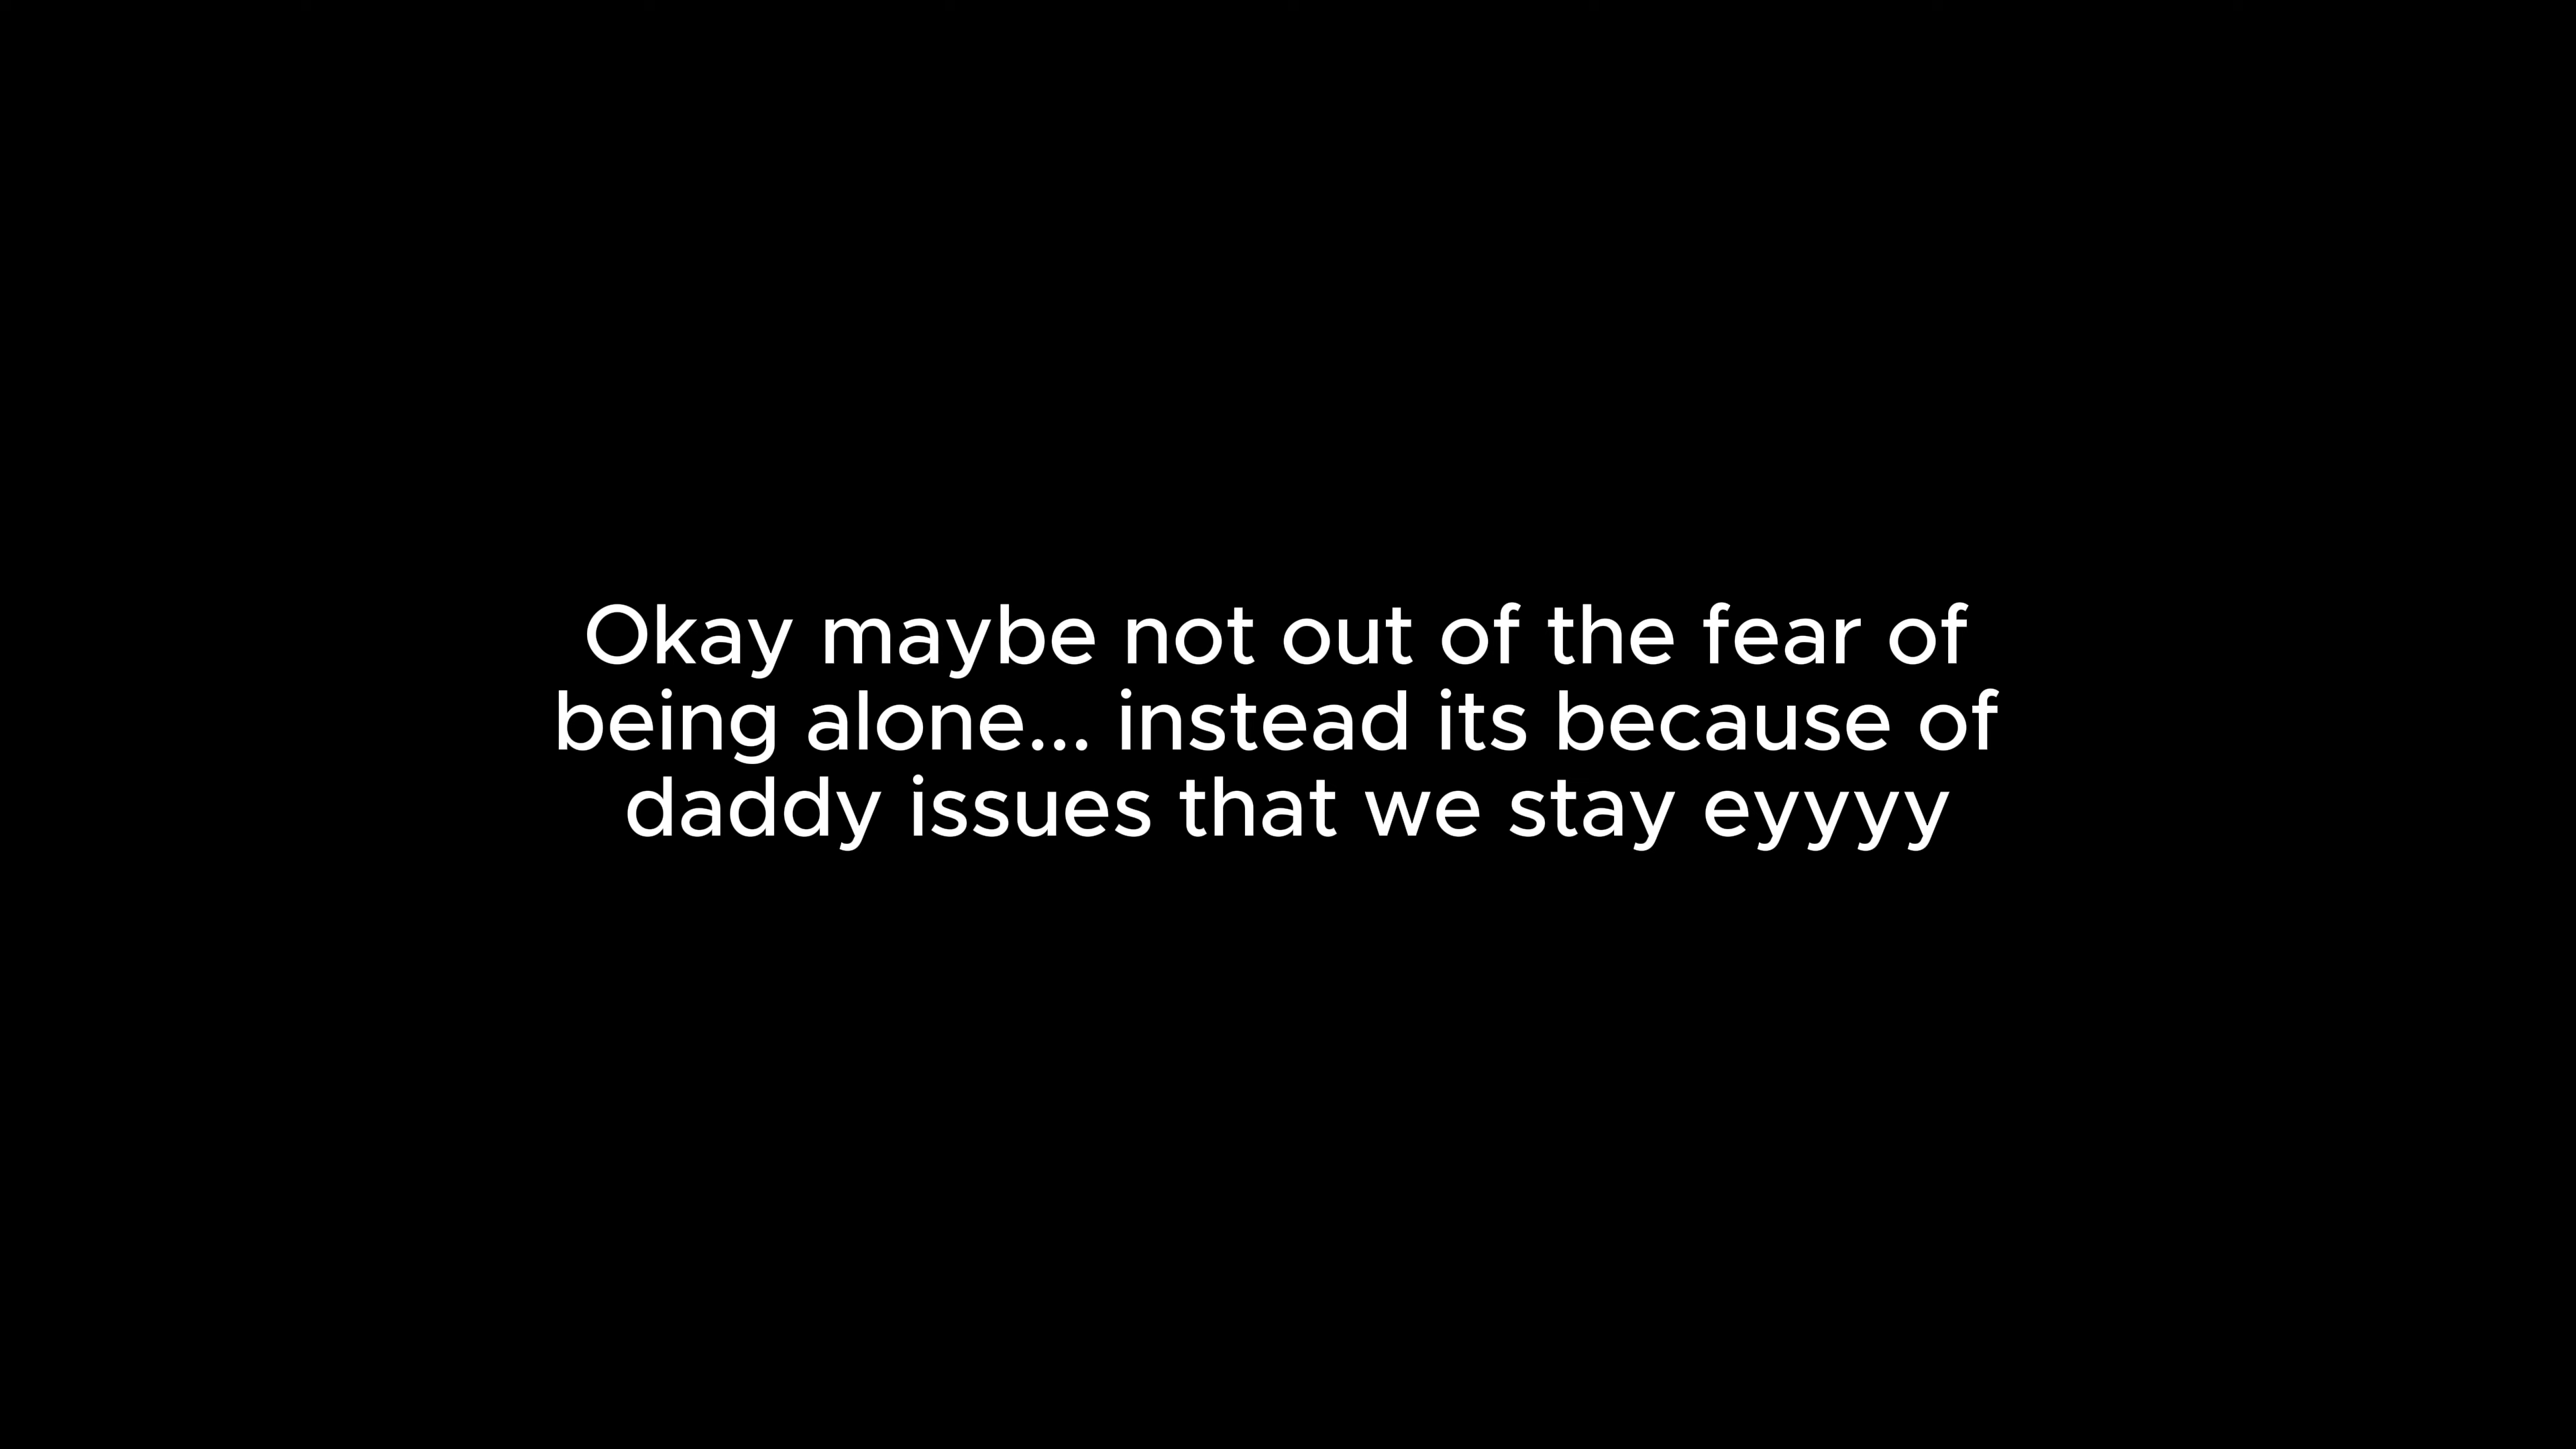 Okay maybe not out of the fear of
being alone... instead its because of
daddy issues that we stay eyyyy